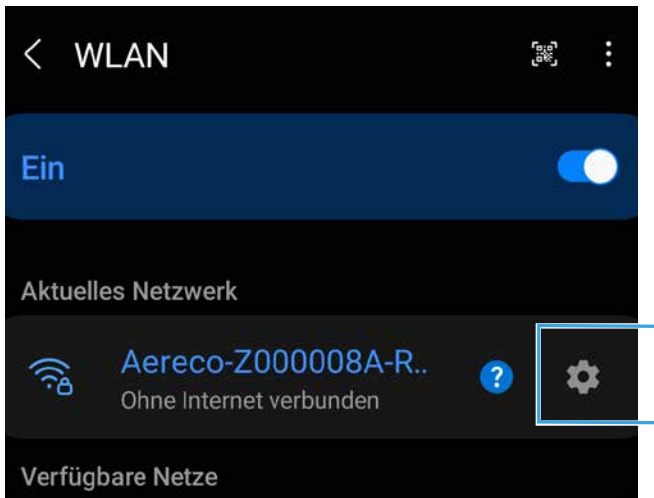 WLAN
Ein
Aktuelles Netzwerk
Aereco-Z000008A-R..
Ohne Internet verbunden
?
Verfügbare Netze